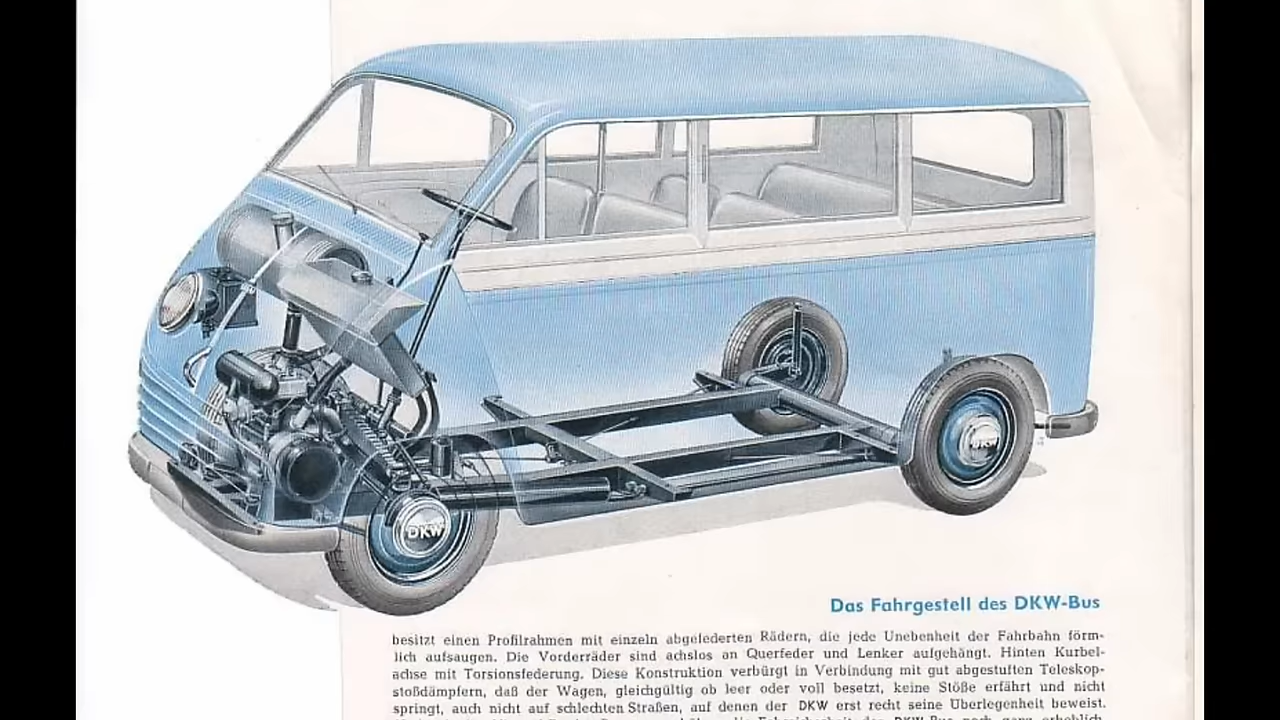 DKW
DKW
Das Fahrgestell des DKW-Bus
besitzt einen Profilrahmen mit einzeln abgefederten Rädern, die jede Unebenheit der Fahrbahn förm-
lich aufsaugen. Die Vorderräder sind achslos an Querfeder und Lenker aufgehängt. Hinten Kurbel-
achse mit Torsionsfederung. Diese Konstruktion verbürgt in Verbindung mit gut abgestuften Teleskop-
stoßdämpfern, daß der Wagen, gleichgültig ob leer oder voll besetzt, keine Stöße erfährt und nicht
springt, auch nicht auf schlechten Straßen, auf denen der DKW erst recht seine Überlegenheit beweist.